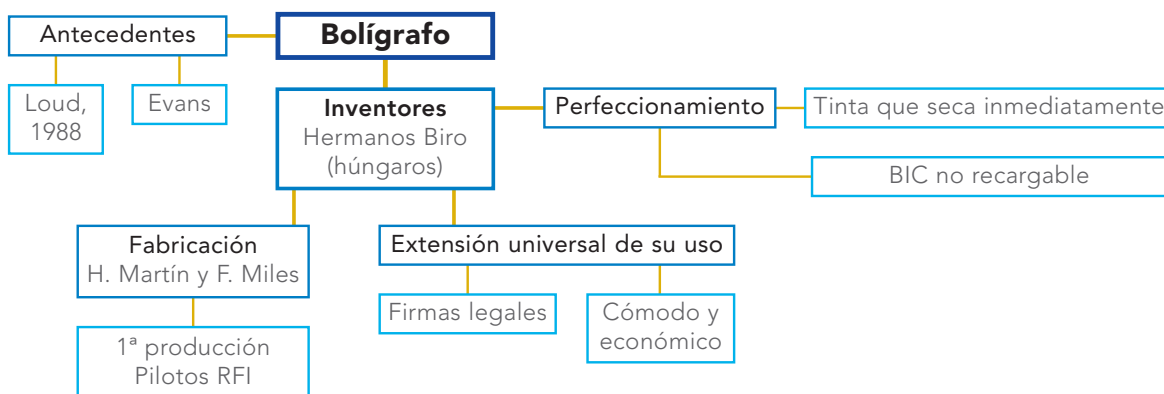 Bolígrafo
Antecedentes
Loud,
1988
Evans
Inventores
Hermanos Biro
(húngaros)
Perfeccionamiento
Tinta que seca inmediatamente
BIC no recargable
Fabricación
H. Martín y F. Miles
1ª producción
Pilotos RFI
Extensión universal de su uso
Firmas legales
Cómodo y
económico